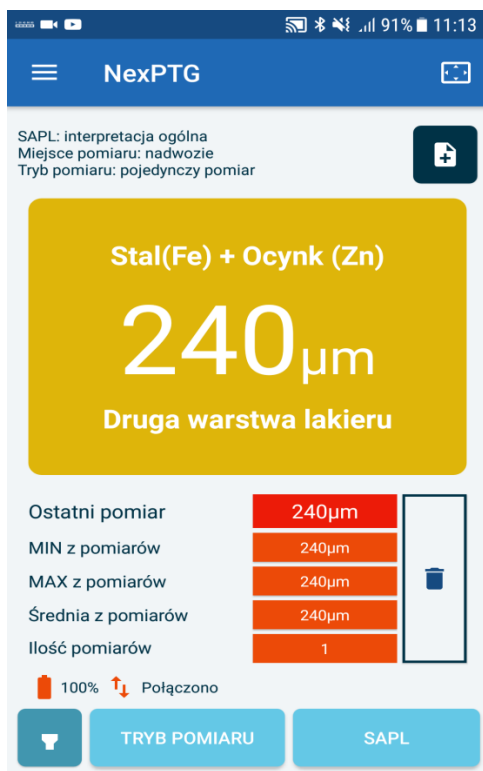 91% 11:13
NexPTG
SAPL: interpretacja ogólna
Miejsce pomiaru: nadwozie
Tryb pomiaru: pojedynczy pomiar
Stal(Fe) + Ocynk (Zn)
240µm
Druga warstwa lakieru
Ostatni pomiar 240µm
MIN z pomiarów 240µm
MAX z pomiarów 240µm
Średnia z pomiarów 240µm
Ilość pomiarów 1
100% Połączono
TRYB POMIARU SAPL